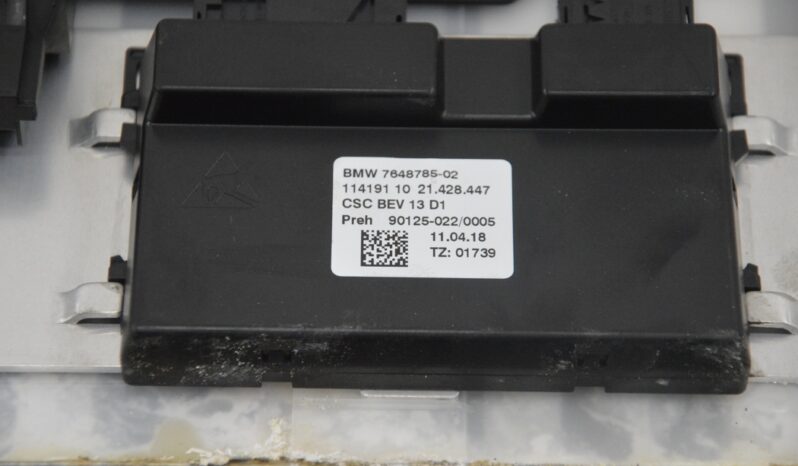 BMW 7648785-02
114191 10 21.428.447
CSC BEV 13 D1
Preh 90125-022/0005
11.04.18
TZ: 01739